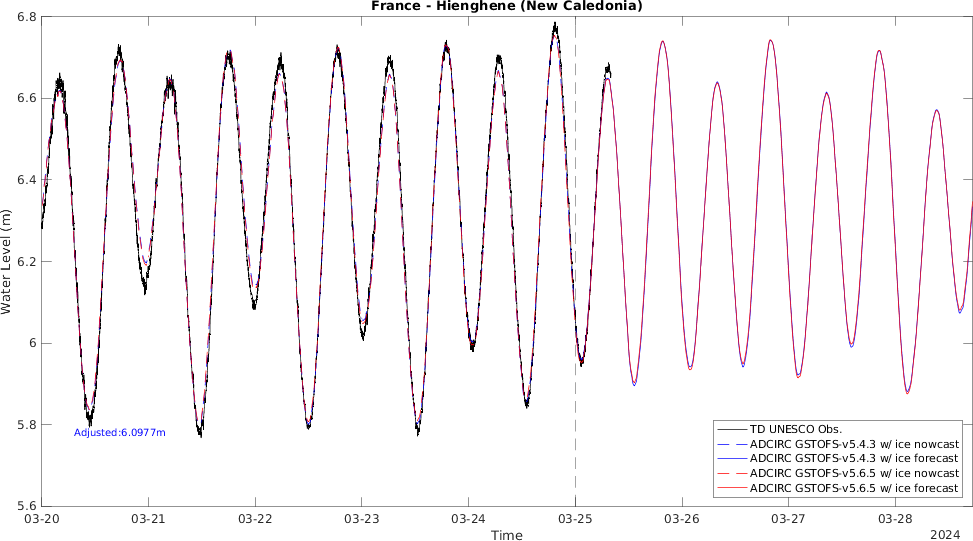 France - Hienghene (New Caledonia)
6.8
6.6
6.4
6.2
6
5.8
5.6
Water Level (m)
Adjusted:6.0977m
TD UNESCO Obs.
ADCIRC GSTOFS-v5.4.3 w/ ice nowcast
ADCIRC GSTOFS-v5.4.3 w/ ice forecast
ADCIRC GSTOFS-v5.6.5 w/ ice nowcast
ADCIRC GSTOFS-v5.6.5 w/ ice forecast
03-20 03-21 03-22 03-23 03-24 03-25 03-26 03-27 03-28
Time
2024